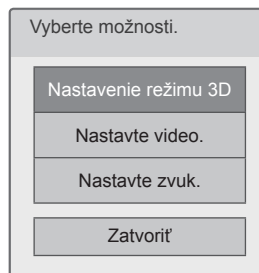 Vyberte možnosti.
Nastavenie režimu 3D
Nastavte video.
Nastavte zvuk.
Zatvoriť